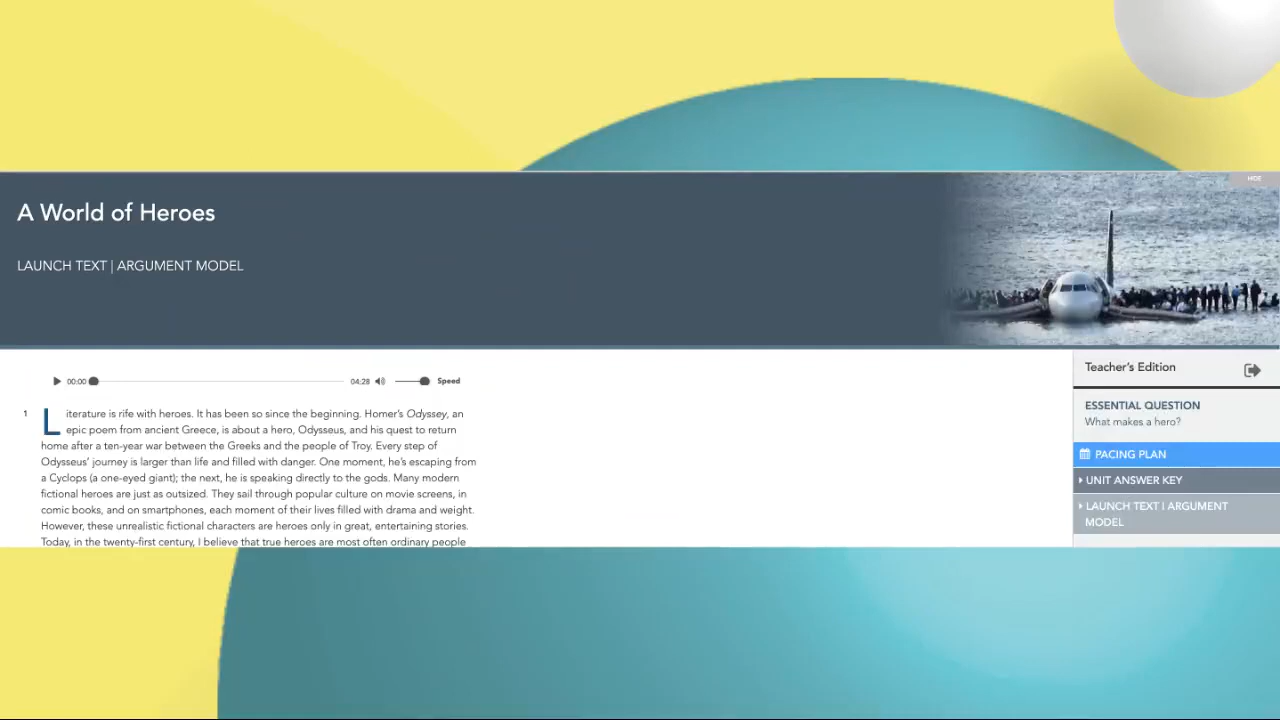 HIDE
A World of Heroes
LAUNCH TEXT | ARGUMENT MODEL
00:00
04:28
Speed
Teacher's Edition
ESSENTIAL QUESTION
What makes a hero?
PACING PLAN
UNIT ANSWER KEY
LAUNCH TEXT | ARGUMENT
MODEL
1
Literature is rife with heroes. It has been so since the beginning. Homer's Odyssey, an
epic poem from ancient Greece, is about a hero, Odysseus, and his quest to return
home after a ten-year war between the Greeks and the people of Troy. Every step of
Odysseus' journey is larger than life and filled with danger. One moment, he's escaping from
a Cyclops (a one-eyed giant); the next, he is speaking directly to the gods. Many modern
fictional heroes are just as outsized. They sail through popular culture on movie screens, in
comic books, and on smartphones, each moment of their lives filled with drama and weight.
However, these unrealistic fictional characters are heroes only in great, entertaining stories.
Today, in the twenty-first century, I believe that true heroes are most often ordinary people